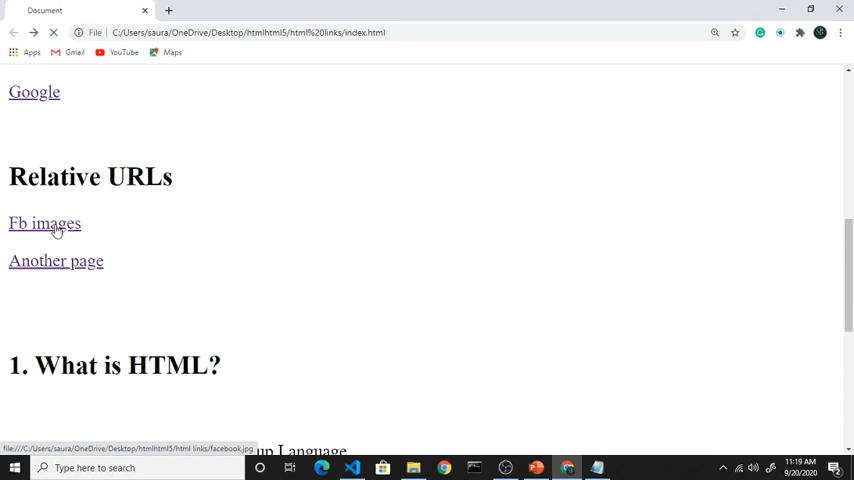 Document
File C:/Users/saura/OneDrive/Desktop/htmlhtml5/html%20links/index.html
Apps Gmail YouTube Maps
Google
Relative URLs
Fb images
Another page
1. What is HTML?
up Language
file:///C:/Users/saura/OneDrive/Desktop/htmlhtml5/html links/facebook.jpg
Type here to search
11:19 AM
9/20/2020
2